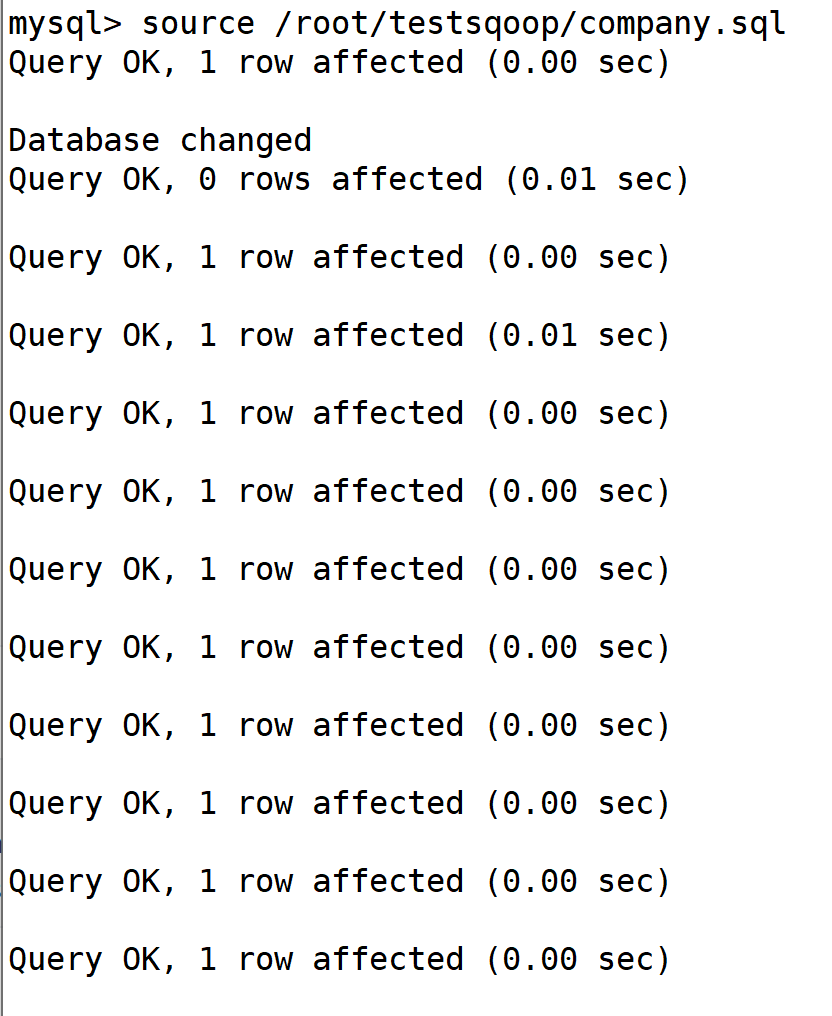 mysql> source /root/testsqoop/company.sql
Query OK, 1 row affected (0.00 sec)
Database changed
Query OK, 0 rows affected (0.01 sec)
Query OK, 1 row affected (0.00 sec)
Query OK, 1 row affected (0.01 sec)
Query OK, 1 row affected (0.00 sec)
Query OK, 1 row affected (0.00 sec)
Query OK, 1 row affected (0.00 sec)
Query OK, 1 row affected (0.00 sec)
Query OK, 1 row affected (0.00 sec)
Query OK, 1 row affected (0.00 sec)
Query OK, 1 row affected (0.00 sec)
Query OK, 1 row affected (0.00 sec)